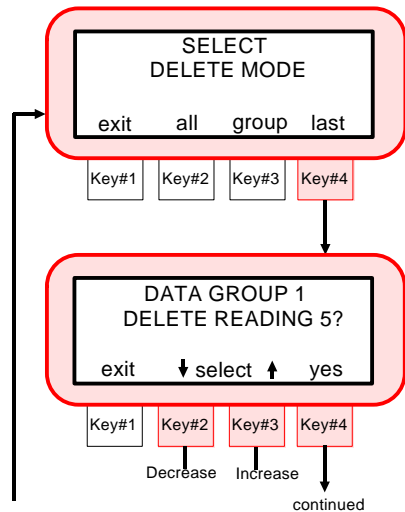 SELECT
DELETE MODE
exit all group last
Key#1 Key#2 Key#3 Key#4
DATA GROUP 1
DELETE READING 5?
exit select yes
Key#1 Key#2 Key#3 Key#4
Decrease Increase
continued